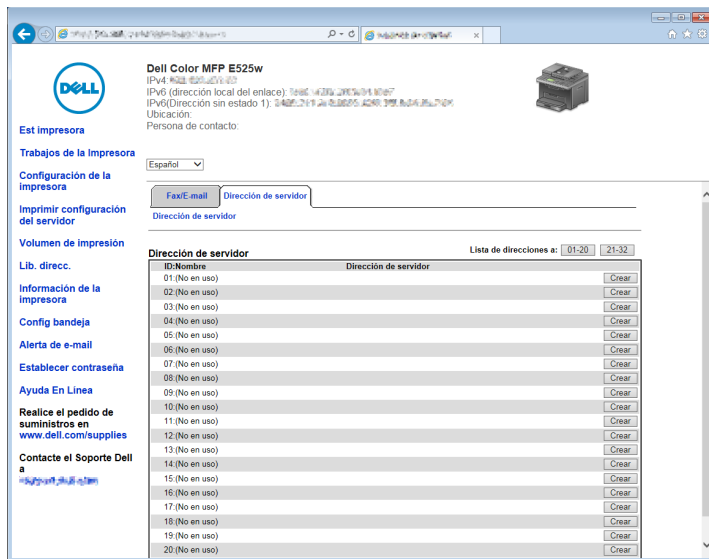 DELL
Dell Color MFP E525w
IPv4:
IPv6 (dirección local del enlace):
IPv6(Dirección sin estado 1):
Ubicación:
Persona de contacto:
Est impresora
Trabajos de la Impresora
Configuración de la
impresora
Imprimir configuración
del servidor
Volumen de impresión
Lib. direcc.
Información de la
impresora
Config bandeja
Alerta de e-mail
Establecer contraseña
Ayuda En Linea
Realice el pedido de
suministros en
www.dell.com/supplies
Contacte el Soporte Dell
a
Español
Fax/E-mail Dirección de servidor
Dirección de servidor
Dirección de servidor Lista de direcciones a: 01-20 21-32
ID:Nombre Dirección de servidor
01:(No en uso) Crear
02:(No en uso) Crear
03:(No en uso) Crear
04:(No en uso) Crear
05:(No en uso) Crear
06:(No en uso) Crear
07:(No en uso) Crear
08:(No en uso) Crear
09:(No en uso) Crear
10:(No en uso) Crear
11:(No en uso) Crear
12:(No en uso) Crear
13:(No en uso) Crear
14:(No en uso) Crear
15:(No en uso) Crear
16:(No en uso) Crear
17:(No en uso) Crear
18:(No en uso) Crear
19:(No en uso) Crear
20:(No en uso) Crear